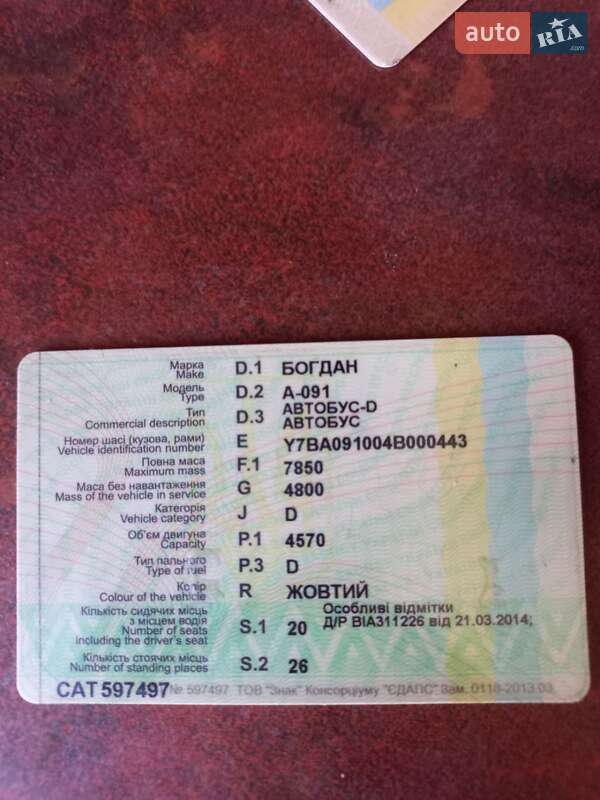 auto RIA .com
Марка D.1 БОГДАН
Make
Модель D.2 А-091
Type
Тип D.3 АВТОБУС-D
Commercial description АВТОБУС
Номер шасі (кузова, рами) E Y7BA091004B000443
Vehicle identification number
Повна маса F.1 7850
Maximum mass
Маса без навантаження G 4800
Mass of the vehicle in service
Категорія J D
Vehicle category
Об'єм двигуна P.1 4570
Capacity
Тип пального P.3 D
Type of fuel
Колір R ЖОВТИЙ
Colour of the vehicle
Кількість сидячих місць Особливі відмітки
з місцем водія S.1 20 Д/Р ВІА311226 від 21.03.2014;
Number of seats
including the driver's seat
Кількість стоячих місць S.2 26
Number of standing places
САТ 597497 № 597497 ТОВ "Знак" Консорціуму "ЄДАПС" Зам. 0118-2013 03